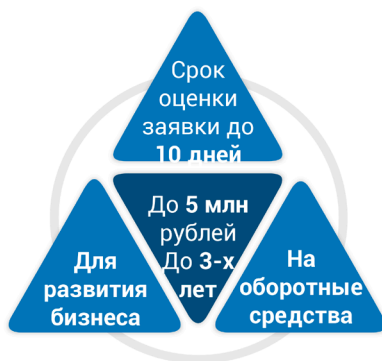 Срок
оценки
заявки до
10 дней
До 5 млн
рублей
До 3-х
лет
Для
развития
бизнеса
На
оборотные
средства